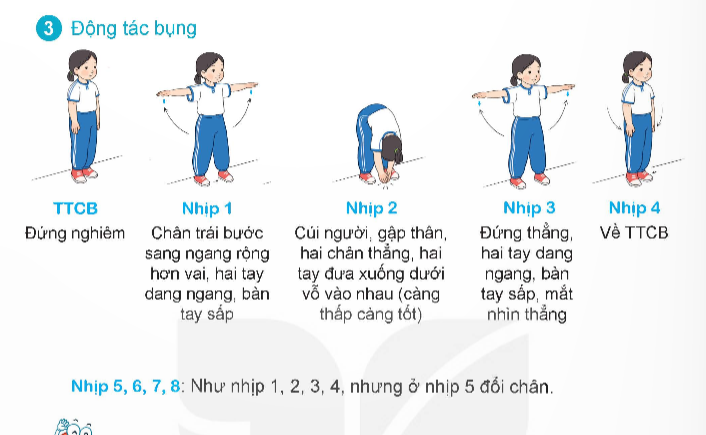 3 Động tác bụng
TTCB
Đứng nghiêm
Nhịp 1
Chân trái bước
sang ngang rộng
hơn vai, hai tay
dang ngang, bàn
tay sấp
Nhịp 2
Cúi người, gập thân,
hai chân thẳng, hai
tay đưa xuống dưới
vỗ vào nhau (càng
thấp càng tốt)
Nhịp 3
Đứng thẳng,
hai tay dang
ngang, bàn
tay sấp, mắt
nhìn thẳng
Nhịp 4
Về TTCB
Nhịp 5, 6, 7, 8: Như nhịp 1, 2, 3, 4, nhưng ở nhịp 5 đổi chân.